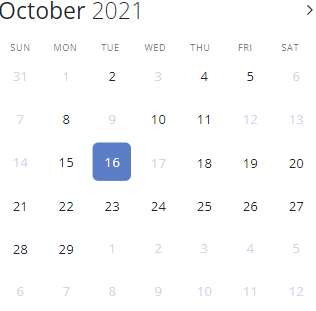 October 2021
SUN MON TUE WED THU FRI SAT
31 1 2 3 4 5 6
7 8 9 10 11 12 13
14 15 16 17 18 19 20
21 22 23 24 25 26 27
28 29 1 2 3 4 5
6 7 8 9 10 11 12